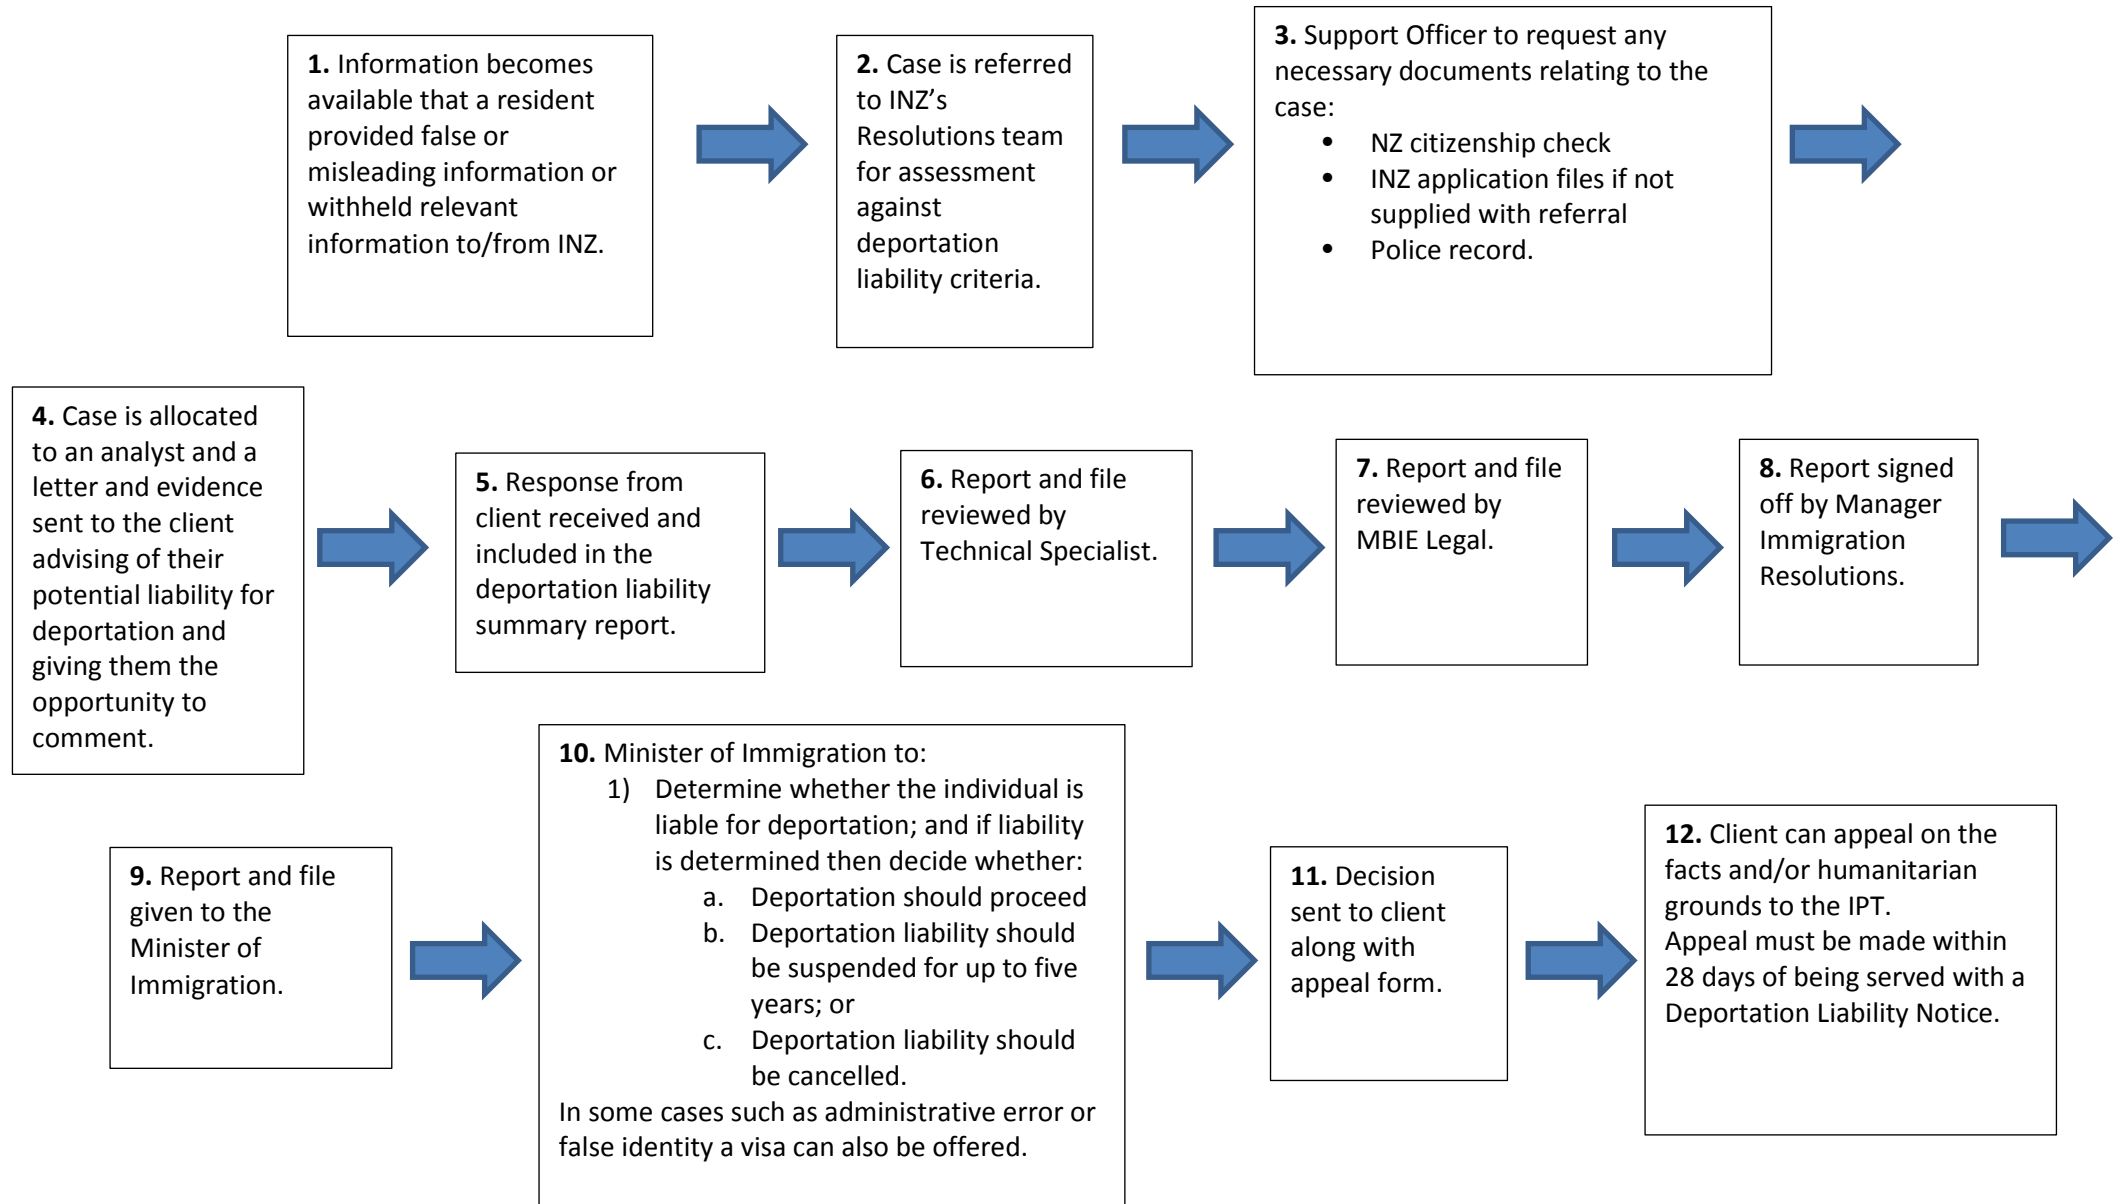 1. Information becomes
available that a resident
provided false or
misleading information or
withheld relevant
information to/from INZ.
2. Case is referred
to INZ’s
Resolutions team
for assessment
against
deportation
liability criteria.
3. Support Officer to request any
necessary documents relating to the
case:
• NZ citizenship check
• INZ application files if not
supplied with referral
• Police record.
4. Case is allocated
to an analyst and a
letter and evidence
sent to the client
advising of their
potential liability for
deportation and
giving them the
opportunity to
comment.
5. Response from
client received and
included in the
deportation liability
summary report.
6. Report and file
reviewed by
Technical Specialist.
7. Report and file
reviewed by
MBIE Legal.
8. Report signed
off by Manager
Immigration
Resolutions.
9. Report and file
given to the
Minister of
Immigration.
10. Minister of Immigration to:
1) Determine whether the individual is
liable for deportation; and if liability
is determined then decide whether:
a. Deportation should proceed
b. Deportation liability should
be suspended for up to five
years; or
c. Deportation liability should
be cancelled.
In some cases such as administrative error or
false identity a visa can also be offered.
11. Decision
sent to client
along with
appeal form.
12. Client can appeal on the
facts and/or humanitarian
grounds to the IPT.
Appeal must be made within
28 days of being served with a
Deportation Liability Notice.